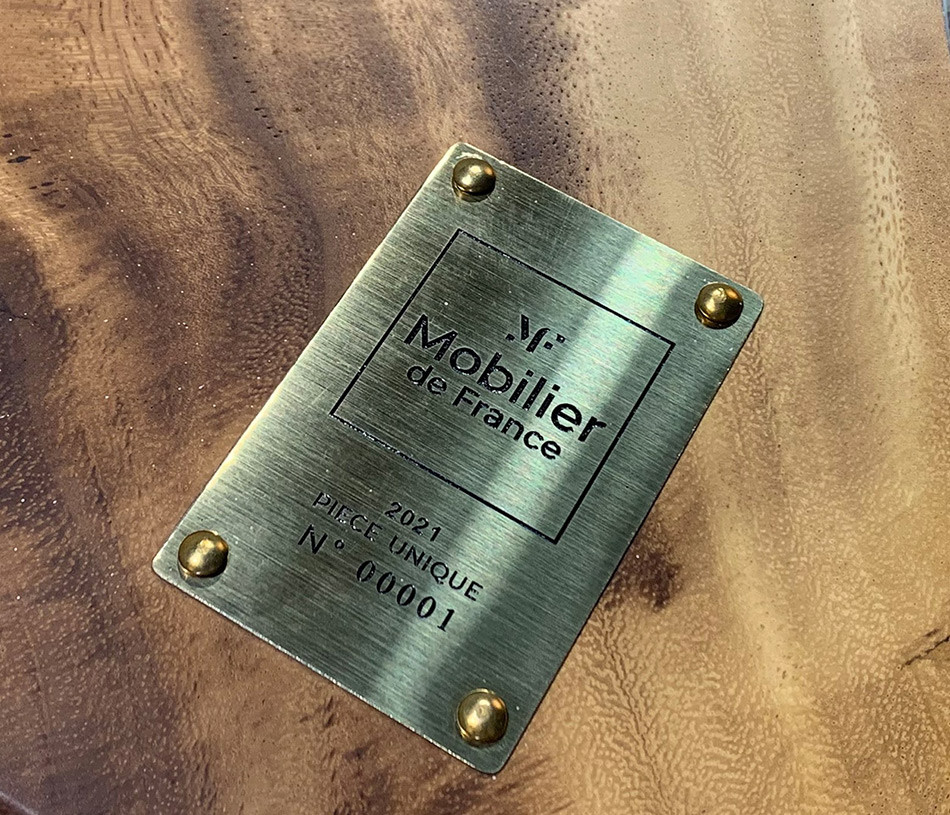 MF
Mobilier
de France
2021
PIECE UNIQUE
N° 00001